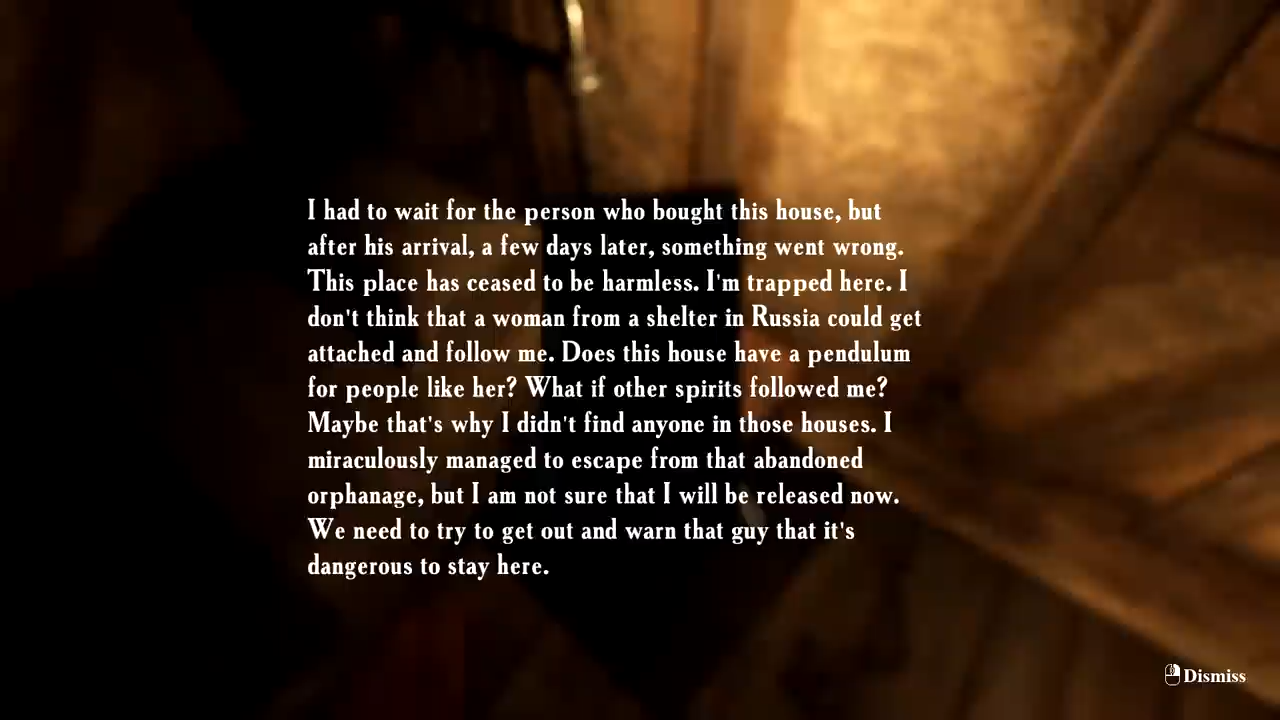 I had to wait for the person who bought this house, but
after his arrival, a few days later, something went wrong.
This place has ceased to be harmless. I'm trapped here. I
don't think that a woman from a shelter in Russia could get
attached and follow me. Does this house have a pendulum
for people like her? What if other spirits followed me?
Maybe that's why I didn't find anyone in those houses. I
miraculously managed to escape from that abandoned
orphanage, but I am not sure that I will be released now.
We need to try to get out and warn that guy that it's
dangerous to stay here.
Dismiss